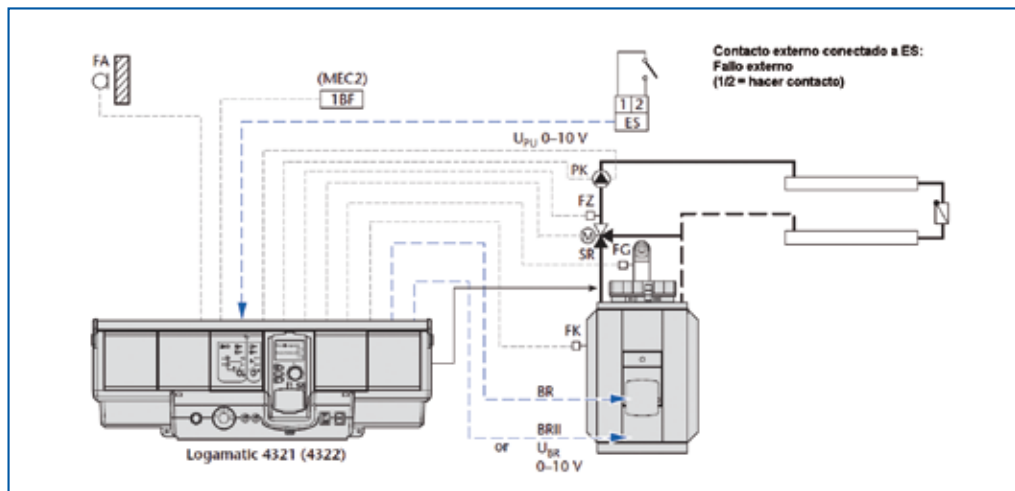 FA
(MEC2)
1BF
1 2
ES
Contacto externo conectado a ES:
Fallo externo
(1/2 = hacer contacto)
UPU 0–10 V
PK
FZ
M
SR
FG
FK
BR
BRII
or UBR
0–10 V
Logamatic 4321 (4322)